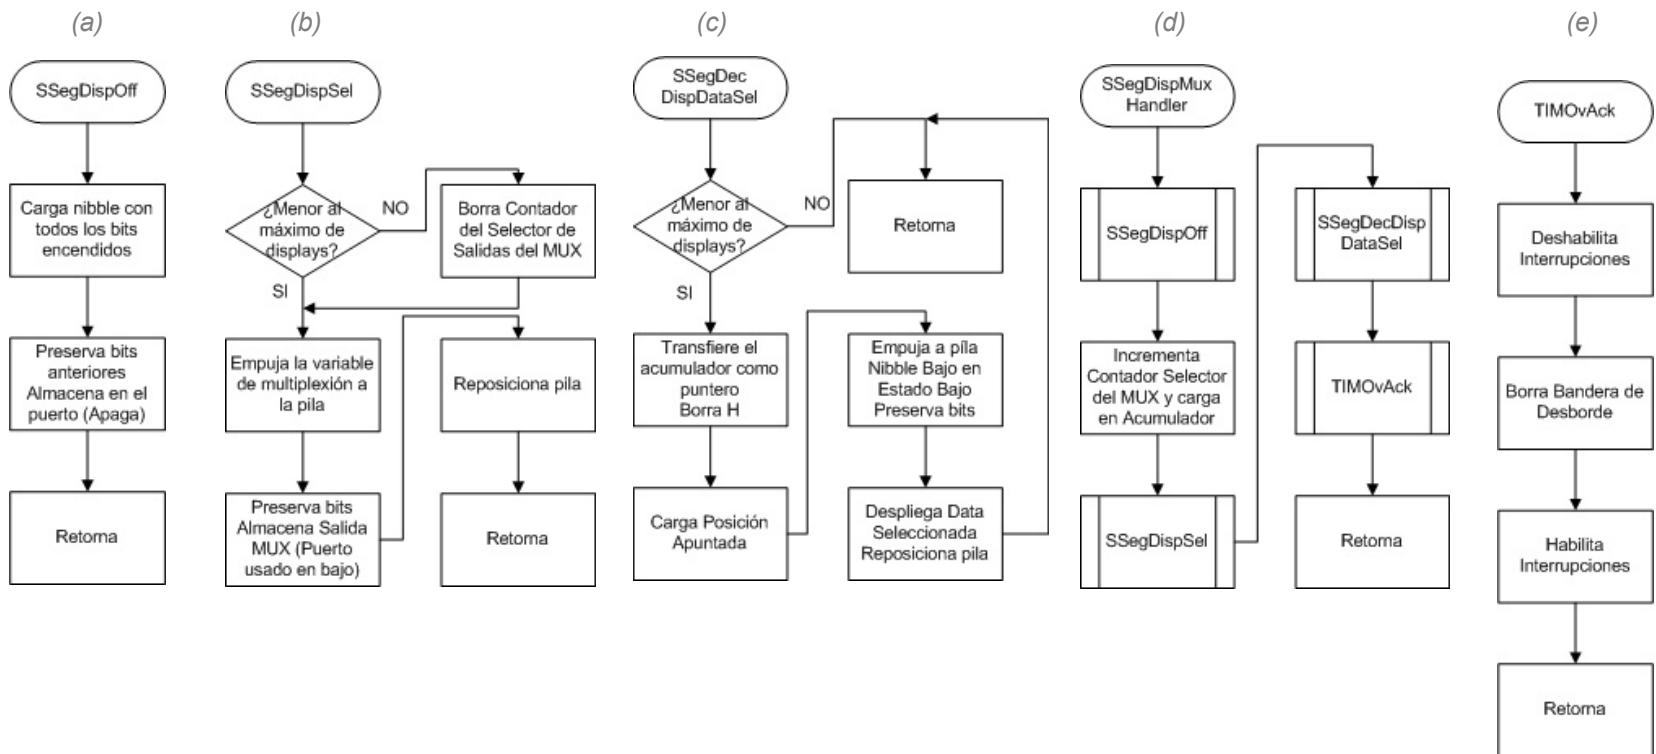 (a)
SSegDispOff
Carga nibble con
todos los bits
encendidos
Preserva bits
anteriores
Almacena en el
puerto (Apaga)
Retorna
(b)
SSegDispSel
¿Menor al
máximo de
displays?
NO
SI
Borra Contador
del Selector de
Salidas del MUX
Empuja la variable
de multiplexión a
la pila
Preserva bits
Almacena Salida
MUX (Puerto
usado en bajo)
Reposiciona pila
Retorna
(c)
SSegDec
DispDataSel
¿Menor al
máximo de
displays?
NO
SI
Retorna
Transfiere el
acumulador como
puntero
Borra H
Carga Posición
Apuntada
Empuja a píla
Nibble Bajo en
Estado Bajo
Preserva bits
Despliega Data
Seleccionada
Reposiciona pila
(d)
SSegDispMux
Handler
SSegDispOff
Incrementa
Contador Selector
del MUX y carga
en Acumulador
SSegDispSel
SSegDecDisp
DataSel
TIMOvAck
Retorna
(e)
TIMOvAck
Deshabilita
Interrupciones
Borra Bandera de
Desborde
Habilita
Interrupciones
Retorna